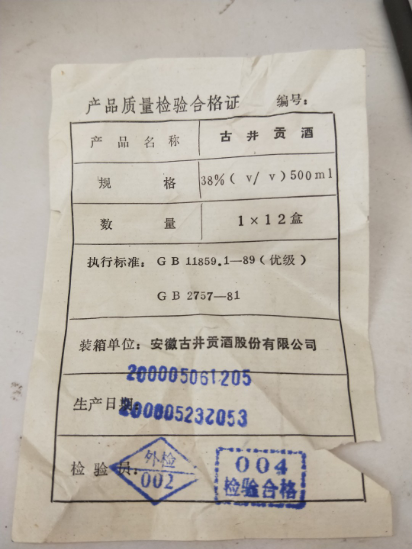 产品质量检验合格证 编号:
产品名称 古井贡酒
规格 38%(v/v)500ml
数量 1×12盒
执行标准: GB 11859.1—89(优级)
GB 2757—81
装箱单位: 安徽古井贡酒股份有限公司
200005061205
生产日期:
200005232053
检验员:
外检
002
004
检验合格